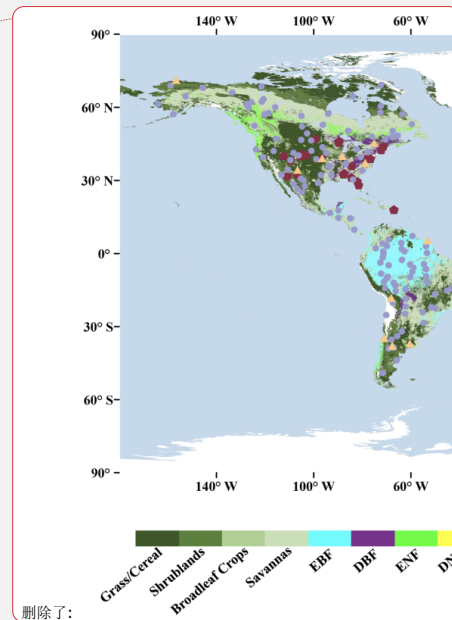 140° W 100° W 60° W
90°
60° N
30° N
0°
30° S
60° S
90°
140° W 100° W 60° W
Grass/Cereal
Shrublands
Broadleaf Crops
Savannas
EBF
DBF
ENF
删除了: